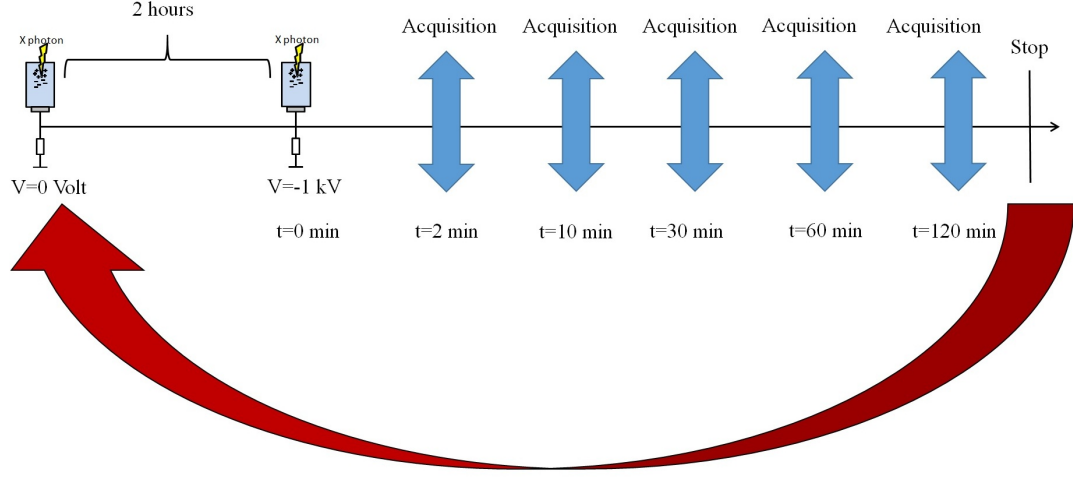 2 hours
Acquisition Acquisition Acquisition Acquisition Acquisition
X photon X photon Stop
V=0 Volt V=-1 kV
t=0 min t=2 min t=10 min t=30 min t=60 min t=120 min